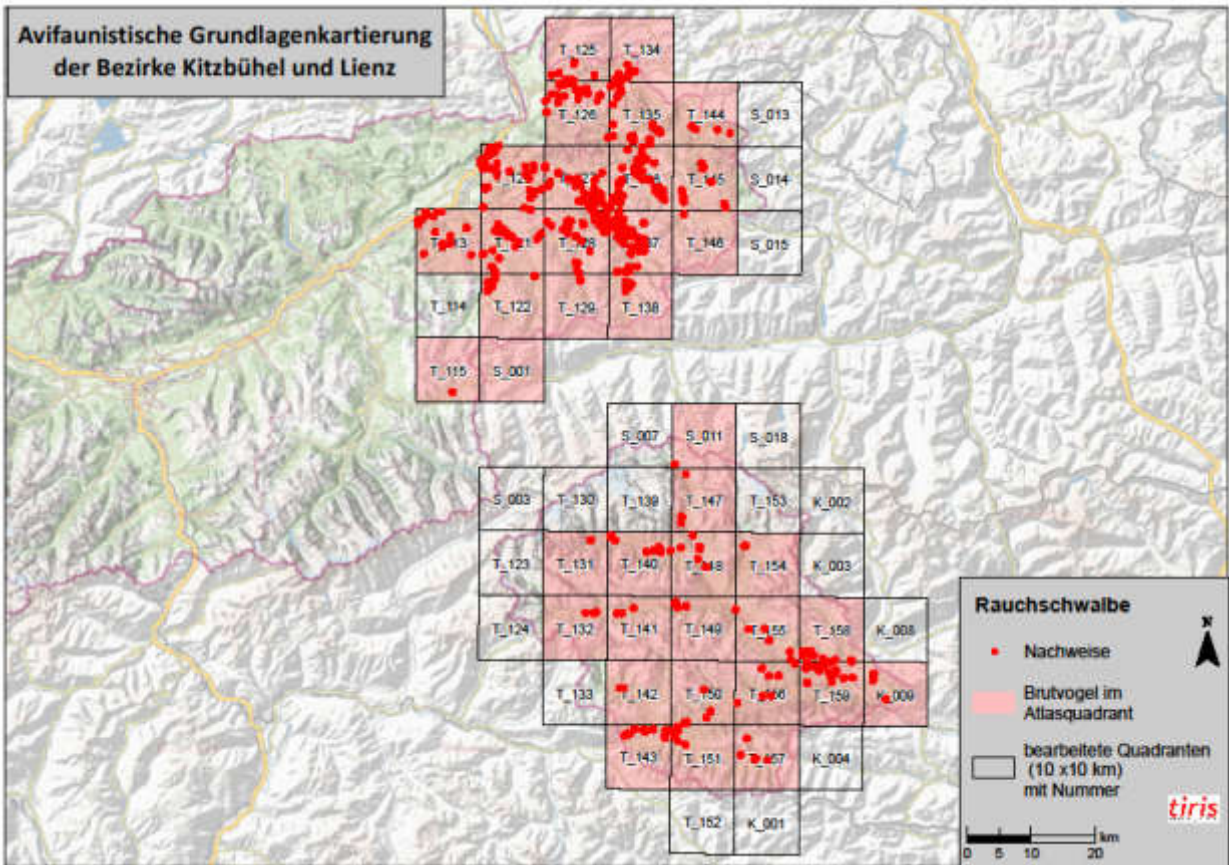 Avifaunistische Grundlagenkartierung
der Bezirke Kitzbühel und Lienz
T_125 T_134
T_126 T_135 T_144 S_013
S_014
T_146 S_015
T_114 T_122 T_129 T_138
T_115 S_001
S_007 S_011 S_018
S_003 T_130 T_139 T_147 T_153 K_002
T_123 T_131 T_140 T_154 K_003
T_124 T_132 T_141 T_149 T_155 T_158 K_008
T_133 T_142 T_150 T_159 K_009
T_143 T_151 K_004
T_152 K_001
Rauchschwalbe
N
Nachweise
Brutvogel im
Atlasquadrant
bearbeitete Quadranten
(10 x10 km)
mit Nummer
tiris
km
0 5 10 20